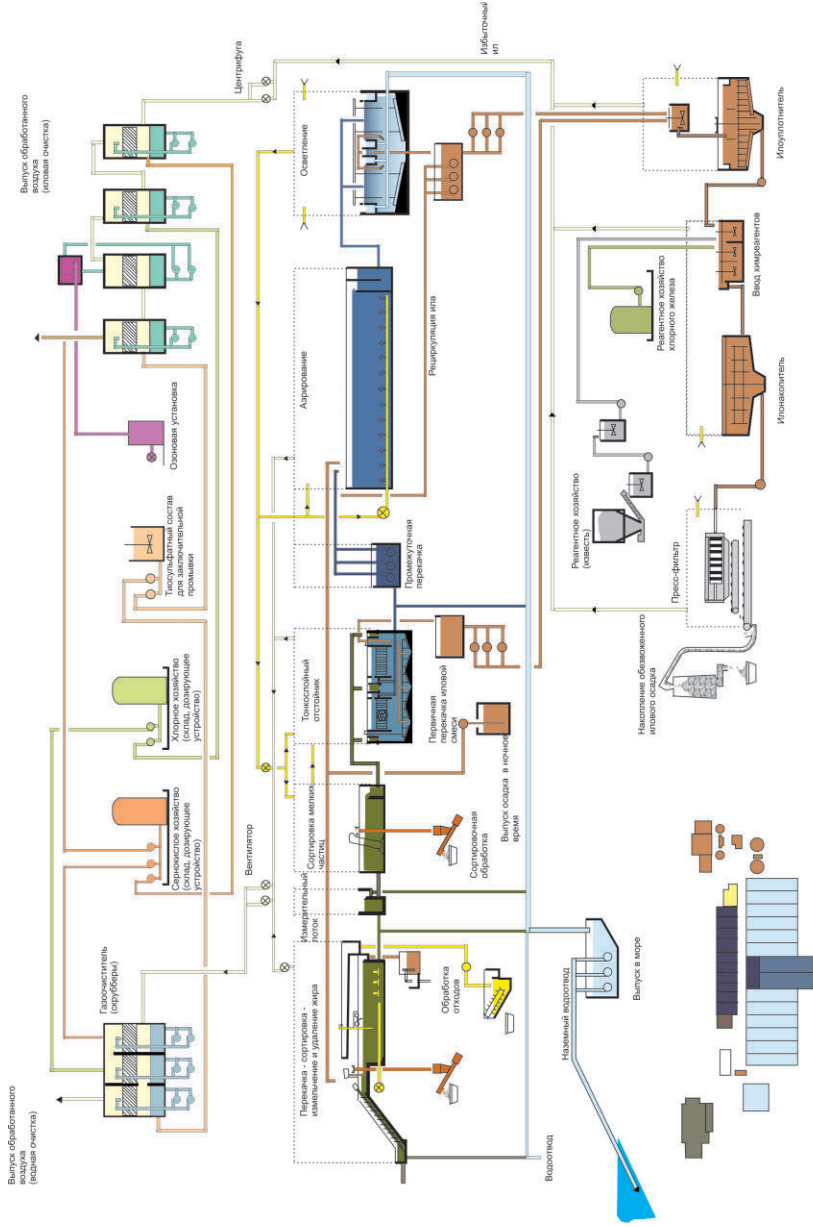 Выпуск обработанного
воздуха
(водная очистка)
Газоочиститель
(скрубберы)
Сернокислое хозяйство
(склад, дозирующее
устройство)
Хлорное хозяйство
(склад, дозирующее
устройство)
Тиосульфатный состав
для заключительной
промывки
Озоновая установка
Выпуск обработанного
воздуха
(иловая очистка)
Вентилятор
Центрифуга
Перекачка - сортировка -
измельчение и удаление жира
Измерительный
лоток
Сортировка мелких
частиц
Тонкослойный
отстойник
Аэрирование
Осветление
Избыточный
ил
Обработка
отходов
Сортировочная
обработка
Выпуск осадка в ночное
время
Первичная
перекачка иловой
смеси
Промежуточная
перекачка
Рециркуляция ила
Водоотвод
Наземный водоотвод
Выпуск в море
Накопление обезвоженного
илового осадка
Пресс-фильтр
Реагентное хозяйство
(известь)
Реагентное хозяйство
хлорного железа
Илонакопитель
Ввод химреагентов
Илоуплотнитель